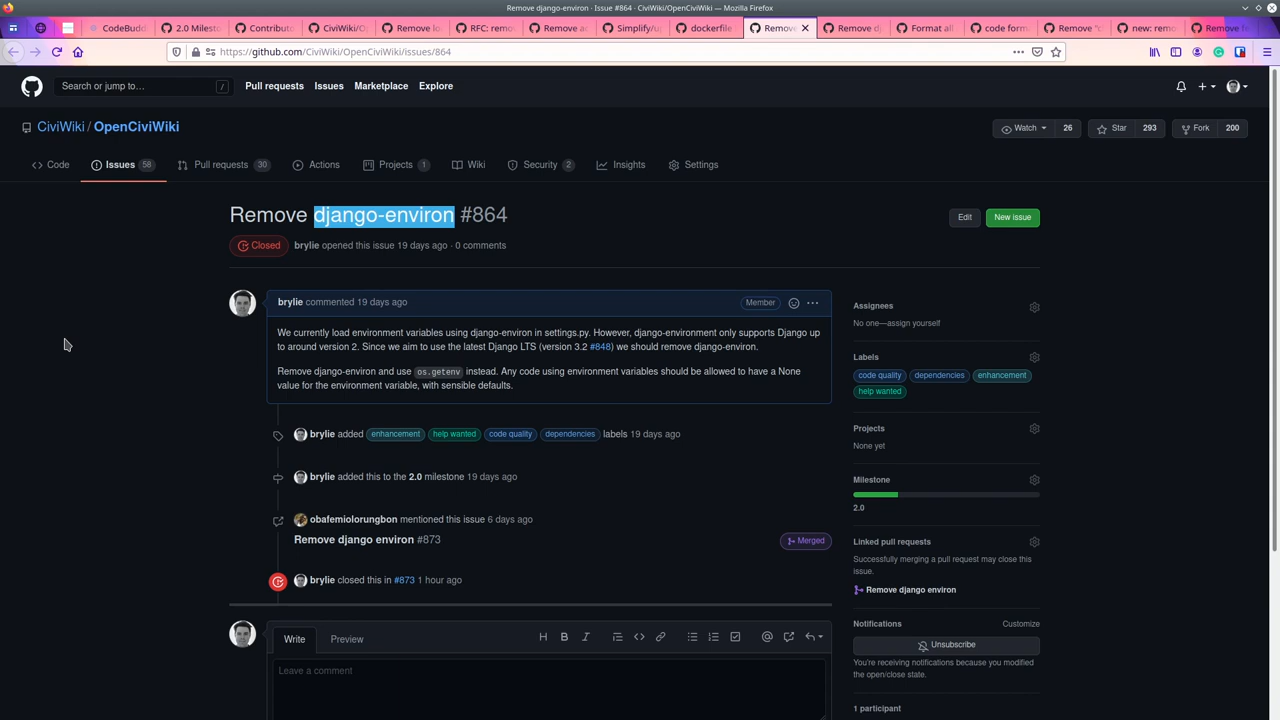 Remove django-environ · Issue #864 · CiviWiki/OpenCiviWiki — Mozilla Firefox
CodeBudd 2.0 Milest Contributo CiviWiki/O Remove lo RFC: remo Remove ac Simplify/u dockerfile Remove Remove dj Format all code form Remove "c new: remo Remove fe
https://github.com/CiviWiki/OpenCiviWiki/issues/864
Search or jump to… / Pull requests Issues Marketplace Explore
CiviWiki / OpenCiviWiki Watch 26 Star 293 Fork 200
Code Issues 58 Pull requests 30 Actions Projects 1 Wiki Security 2 Insights Settings
Remove django-environ #864 Edit New issue
Closed brylie opened this issue 19 days ago · 0 comments
brylie commented 19 days ago Member
We currently load environment variables using django-environ in settings.py. However, django-environment only supports Django up
to around version 2. Since we aim to use the latest Django LTS (version 3.2 #848) we should remove django-environ.
Remove django-environ and use os.getenv instead. Any code using environment variables should be allowed to have a None
value for the environment variable, with sensible defaults.
brylie added enhancement help wanted code quality dependencies labels 19 days ago
brylie added this to the 2.0 milestone 19 days ago
obafemiolorungbon mentioned this issue 6 days ago
Remove django environ #873 Merged
brylie closed this in #873 1 hour ago
Write Preview
Leave a comment
Assignees
No one—assign yourself
Labels
code quality dependencies enhancement
help wanted
Projects
None yet
Milestone
2.0
Linked pull requests
Successfully merging a pull request may close this
issue.
Remove django environ
Notifications Customize
Unsubscribe
You're receiving notifications because you modified
the open/close state.
1 participant